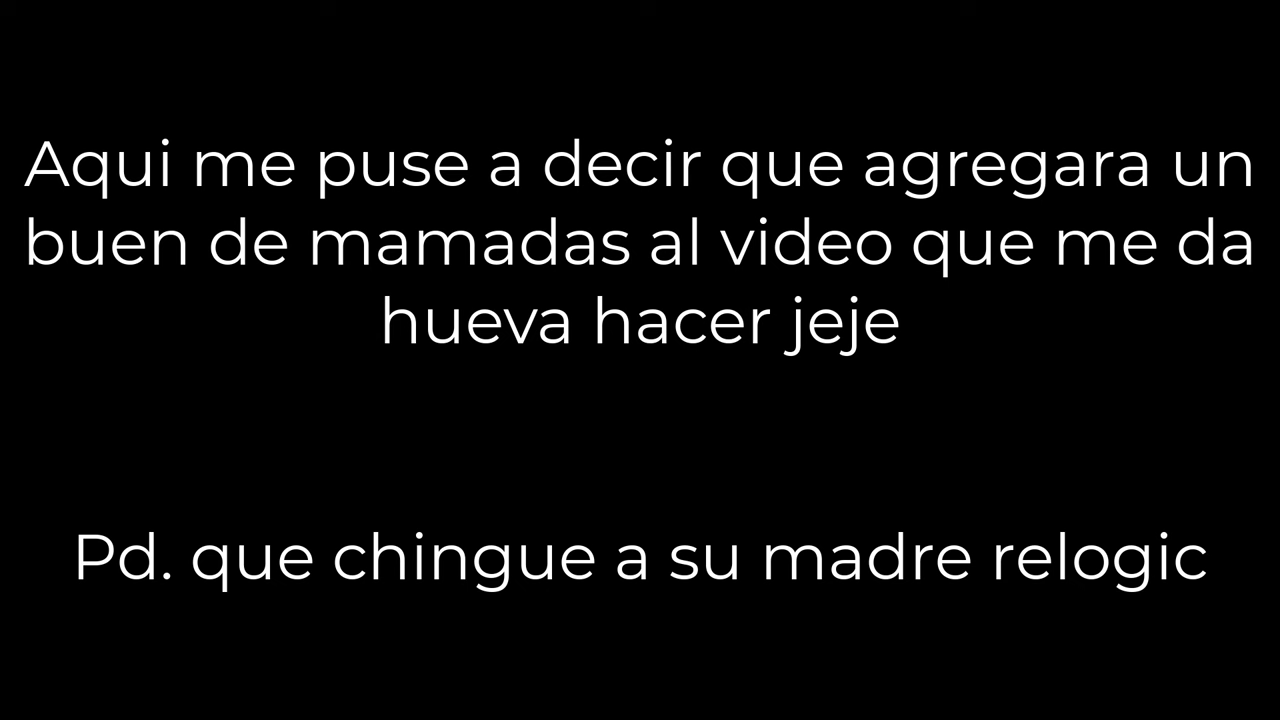 Aqui me puse a decir que agregara un
buen de mamadas al video que me da
hueva hacer jeje
Pd. que chingue a su madre relogic